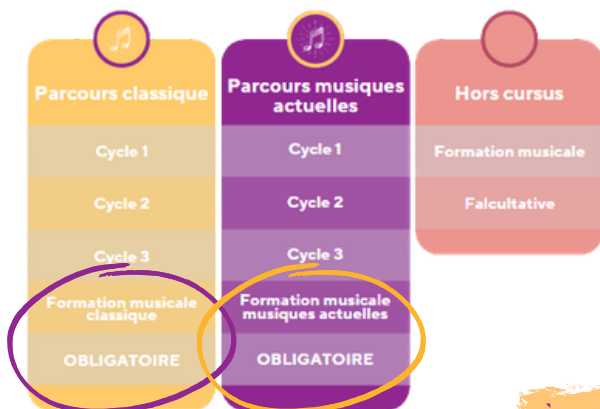 Parcours classique
Cycle 1
Cycle 2
Cycle 3
Formation musicale
classique
OBLIGATOIRE
Parcours musiques
actuelles
Cycle 1
Cycle 2
Cycle 3
Formation musicale
musiques actuelles
OBLIGATOIRE
Hors cursus
Formation musicale
Falcultative